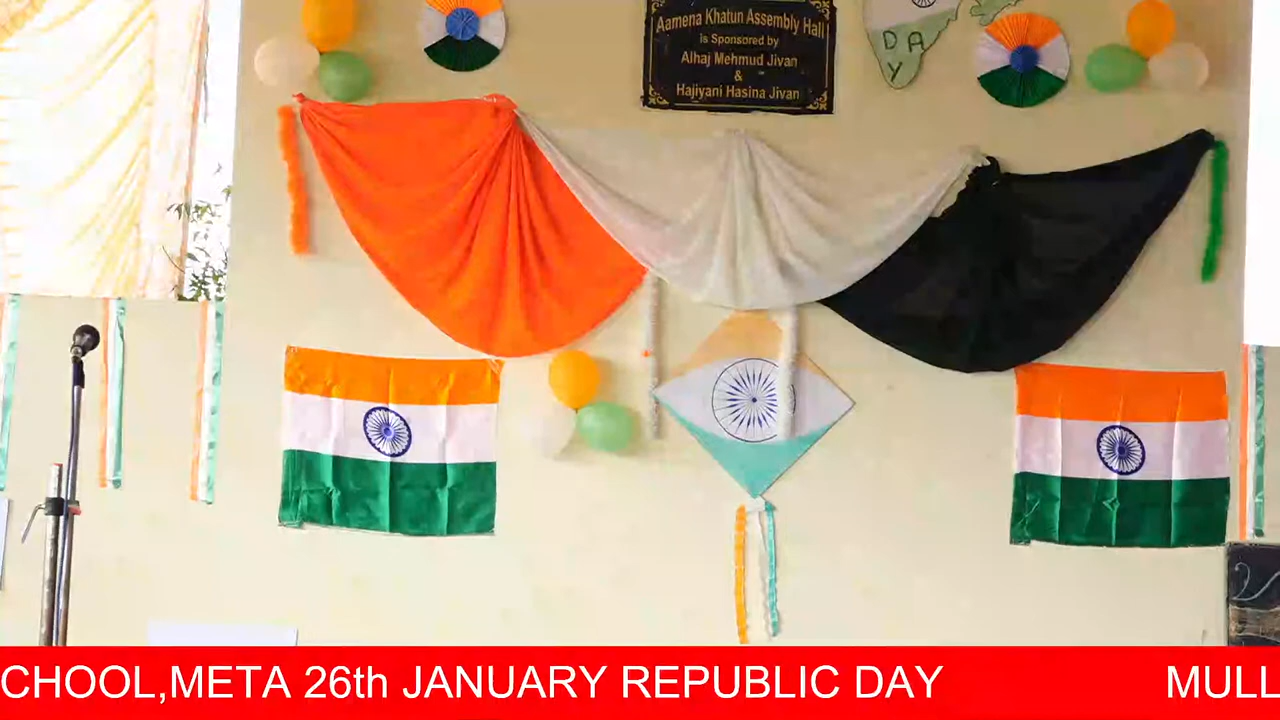 Aamena Khatun Assembly Hall
is Sponsored by
Alhaj Mehmud Jivan
&
Hajiyani Hasina Jivan
DA
Y
CHOOL,META 26th JANUARY REPUBLIC DAY MULL